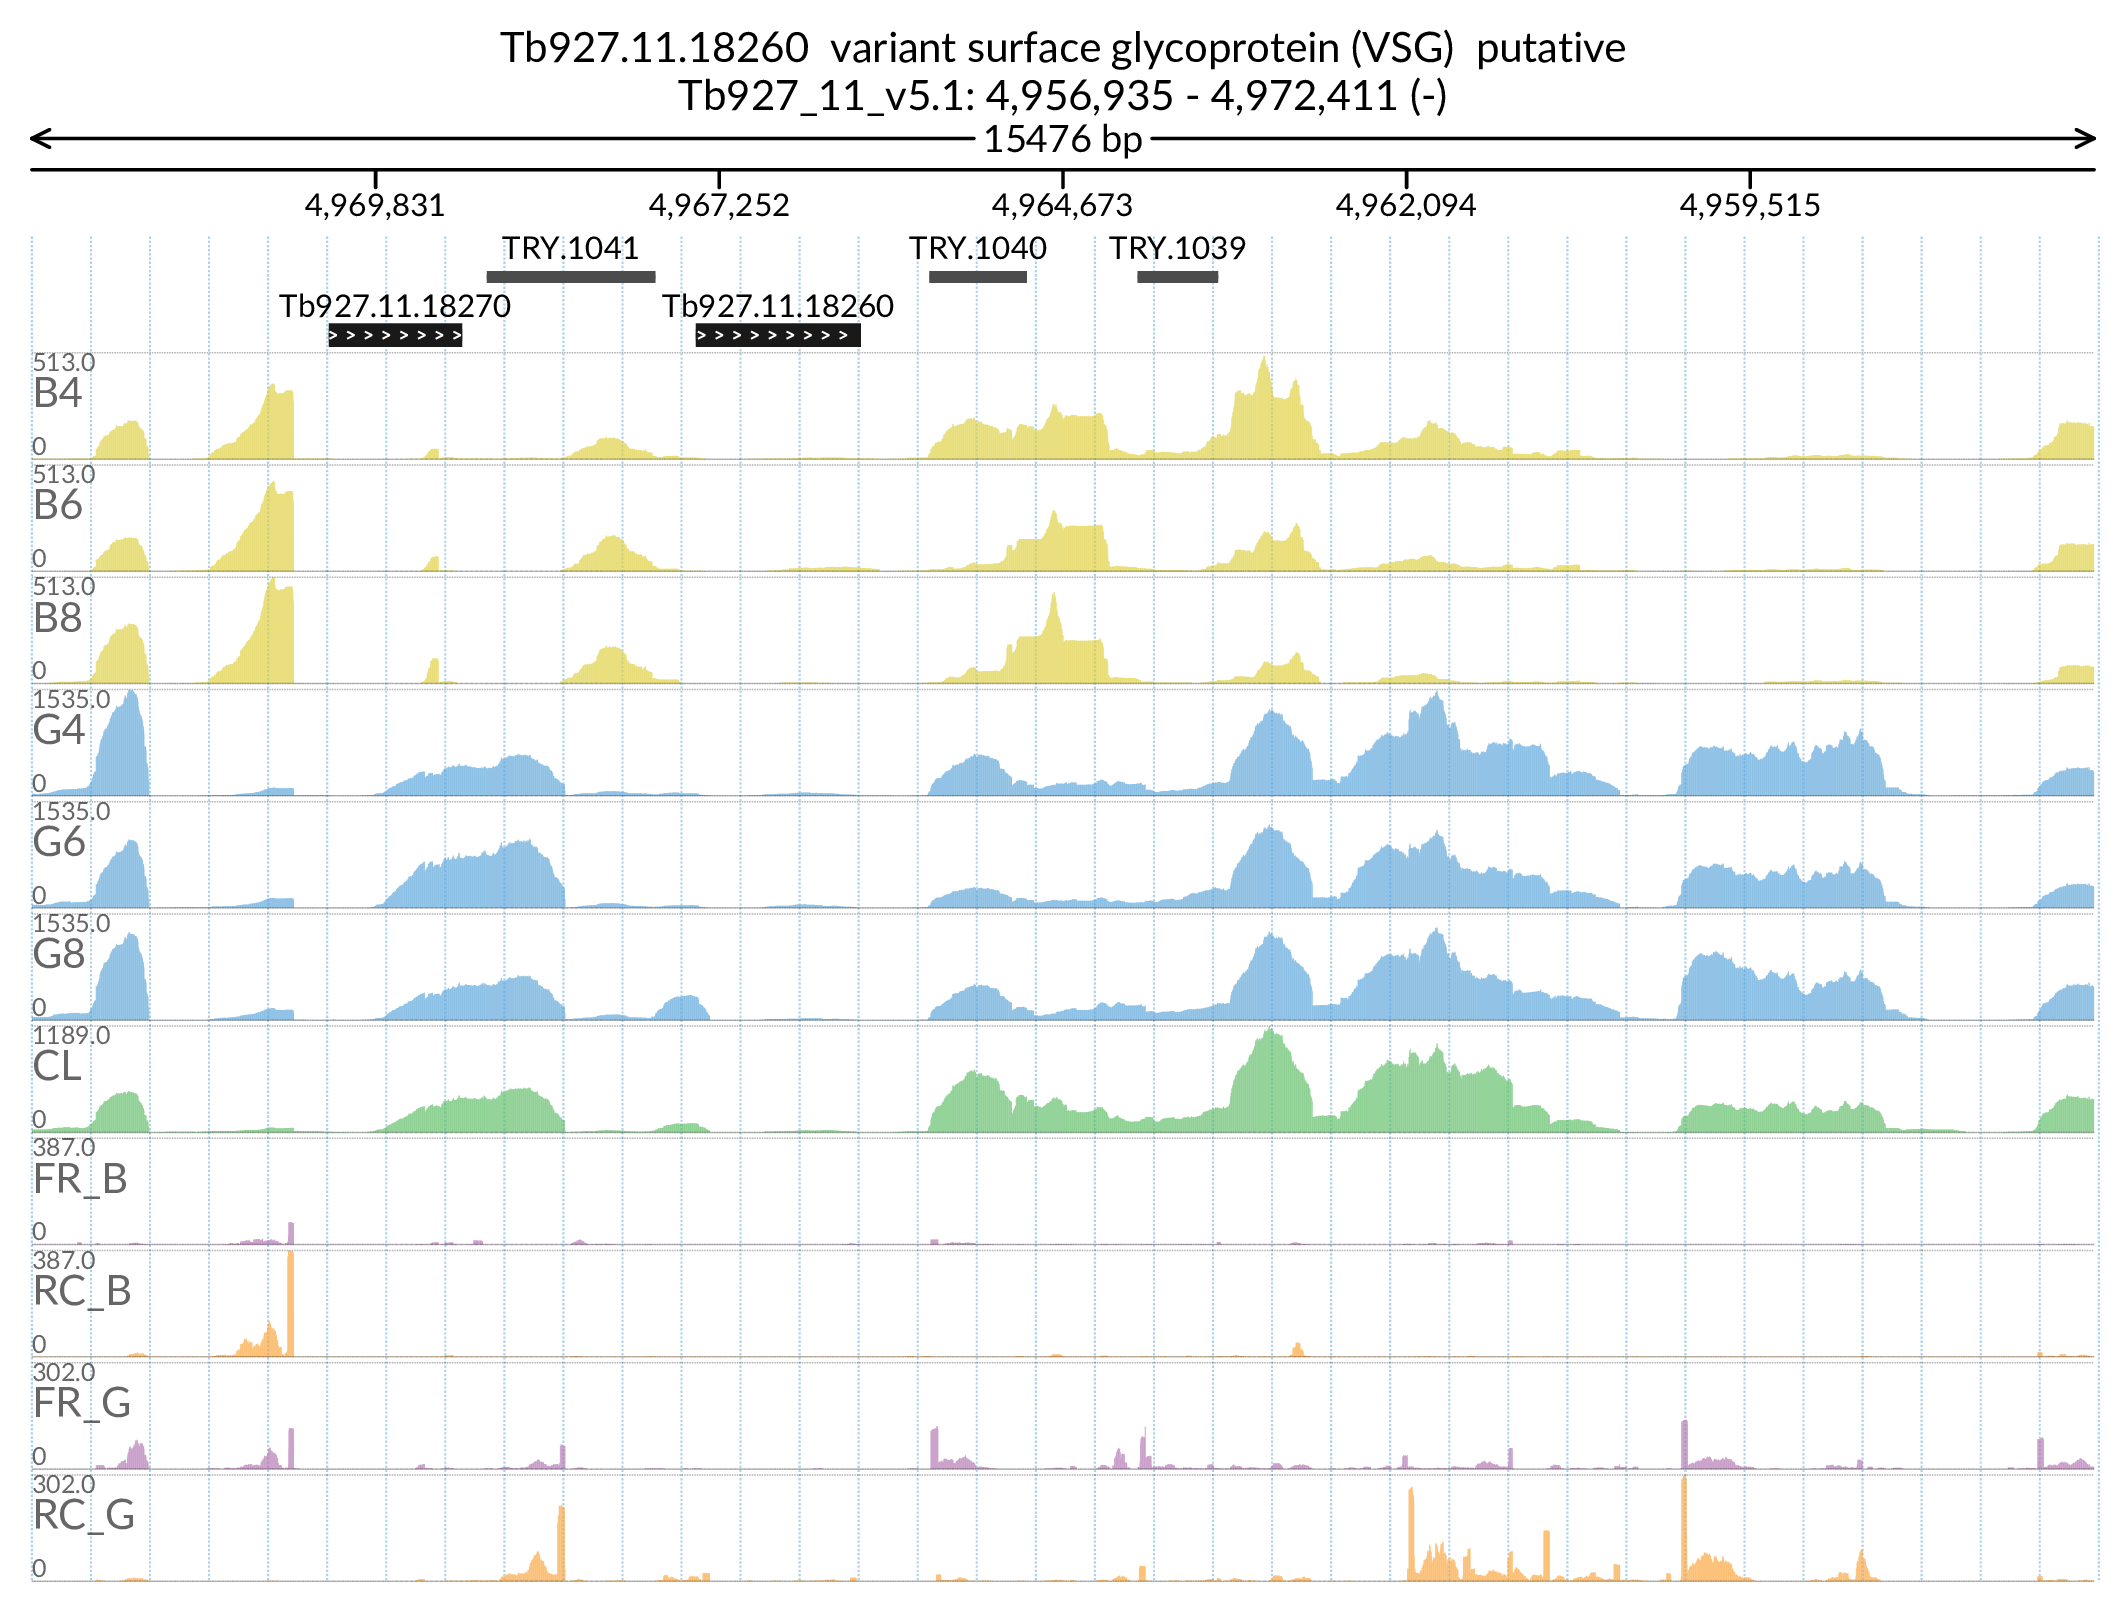 Tb927.11.18260  variant surface glycoprotein (VSG)  putative
Tb927_11_v5.1: 4,956,935 - 4,972,411 (-)
15476 bp
4,969,831 4,967,252 4,964,673 4,962,094 4,959,515
TRY.1041 TRY.1040 TRY.1039
Tb927.11.18270 Tb927.11.18260
> > > > > > > > > > > > > > > > >
513.0
B4
0
513.0
B6
0
513.0
B8
0
1535.0
G4
0
1535.0
G6
0
1535.0
G8
0
1189.0
CL
0
387.0
FR_B
0
387.0
RC_B
0
302.0
FR_G
0
302.0
RC_G
0